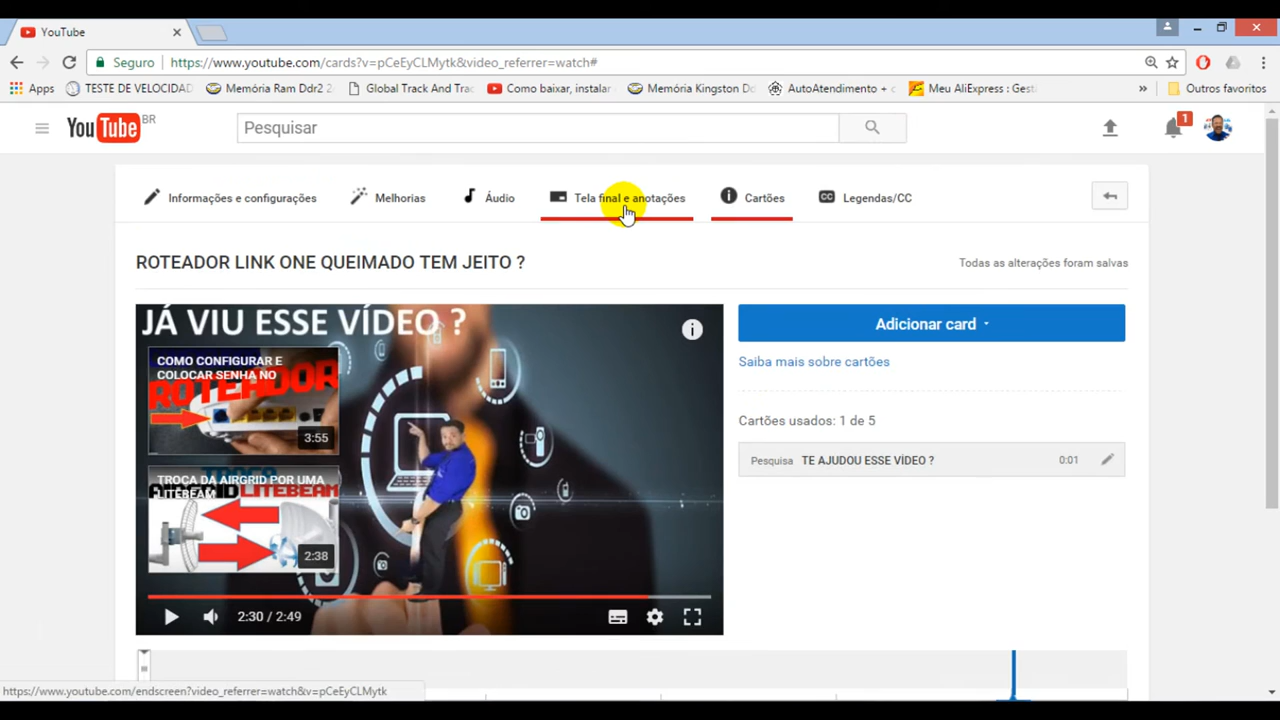 YouTube
Seguro https://www.youtube.com/cards?v=pCeEyCLMytk&video_referrer=watch#
Apps TESTE DE VELOCIDAD Memória Ram Ddr2 2 Global Track And Trac Como baixar, instalar Memória Kingston De AutoAtendimento + c Meu AliExpress : Gest » Outros favoritos
YouTube BR Pesquisar 1
Informações e configurações Melhorias Áudio Tela final e anotações Cartões CC Legendas/CC
ROTEADOR LINK ONE QUEIMADO TEM JEITO ? Todas as alterações foram salvas
JÁ VIU ESSE VÍDEO ?
Adicionar card
COMO CONFIGURAR E
COLOCAR SENHA NO
ROTEADOR
3:55
Saiba mais sobre cartões
Cartões usados: 1 de 5
Pesquisa TE AJUDOU ESSE VÍDEO ? 0:01
TROCA
TROCA DA AIRGRID POR UMA
LITEBEAM
AIRGRID LITEBEAM
2:38
2:30 / 2:49
https://www.youtube.com/endscreen?video_referrer=watch&v=pCeEyCLMytk